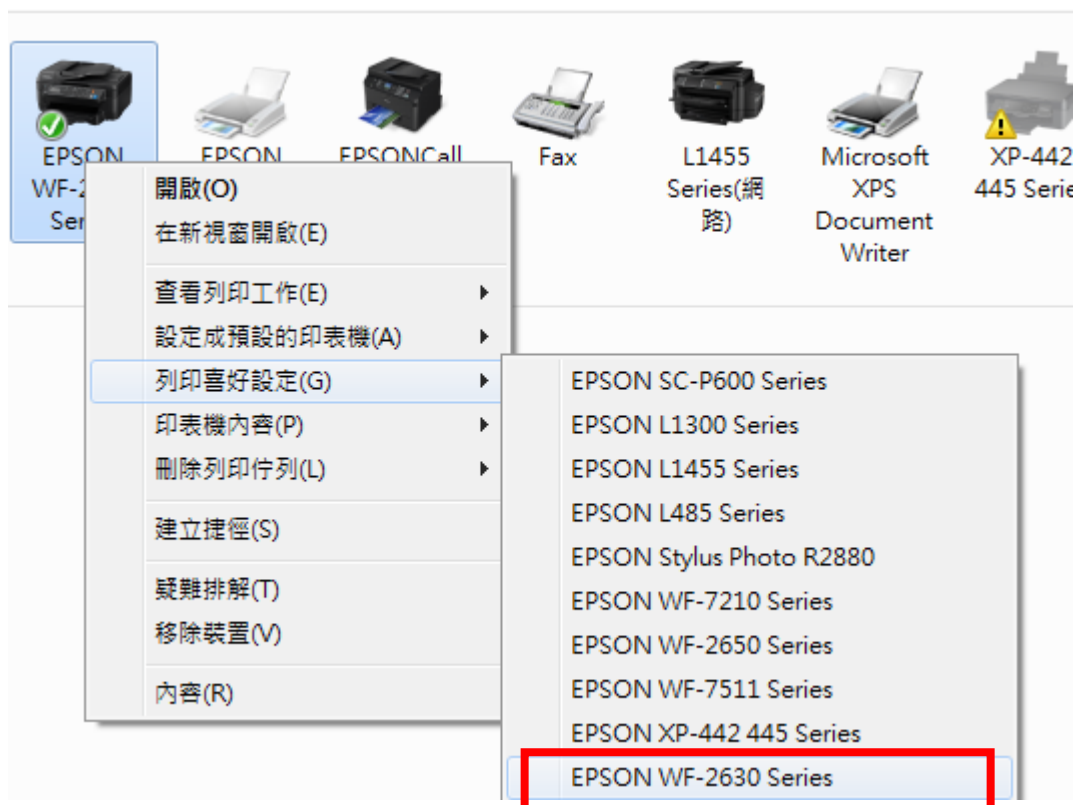 EPSON
WF-2
Ser
EPSON
EPSONCall
Fax
L1455
Series(網
路)
Microsoft
XPS
Document
Writer
XP-442
445 Serie
開啟(O)
在新視窗開啟(E)
查看列印工作(E)
設定成預設的印表機(A)
列印喜好設定(G)
印表機內容(P)
刪除列印佇列(L)
建立捷徑(S)
疑難排解(T)
移除裝置(V)
內容(R)
EPSON SC-P600 Series
EPSON L1300 Series
EPSON L1455 Series
EPSON L485 Series
EPSON Stylus Photo R2880
EPSON WF-7210 Series
EPSON WF-2650 Series
EPSON WF-7511 Series
EPSON XP-442 445 Series
EPSON WF-2630 Series